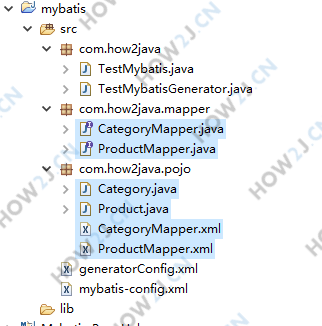 mybatis
src
com.how2java
TestMybatis.java
TestMybatisGenerator.java
com.how2java.mapper
CategoryMapper.java
ProductMapper.java
com.how2java.pojo
Category.java
Product.java
CategoryMapper.xml
ProductMapper.xml
generatorConfig.xml
mybatis-config.xml
lib
HOW2J.CN
HOW2J.CN
HOW2J.CN
HOW2J.CN
HOW2J.CN